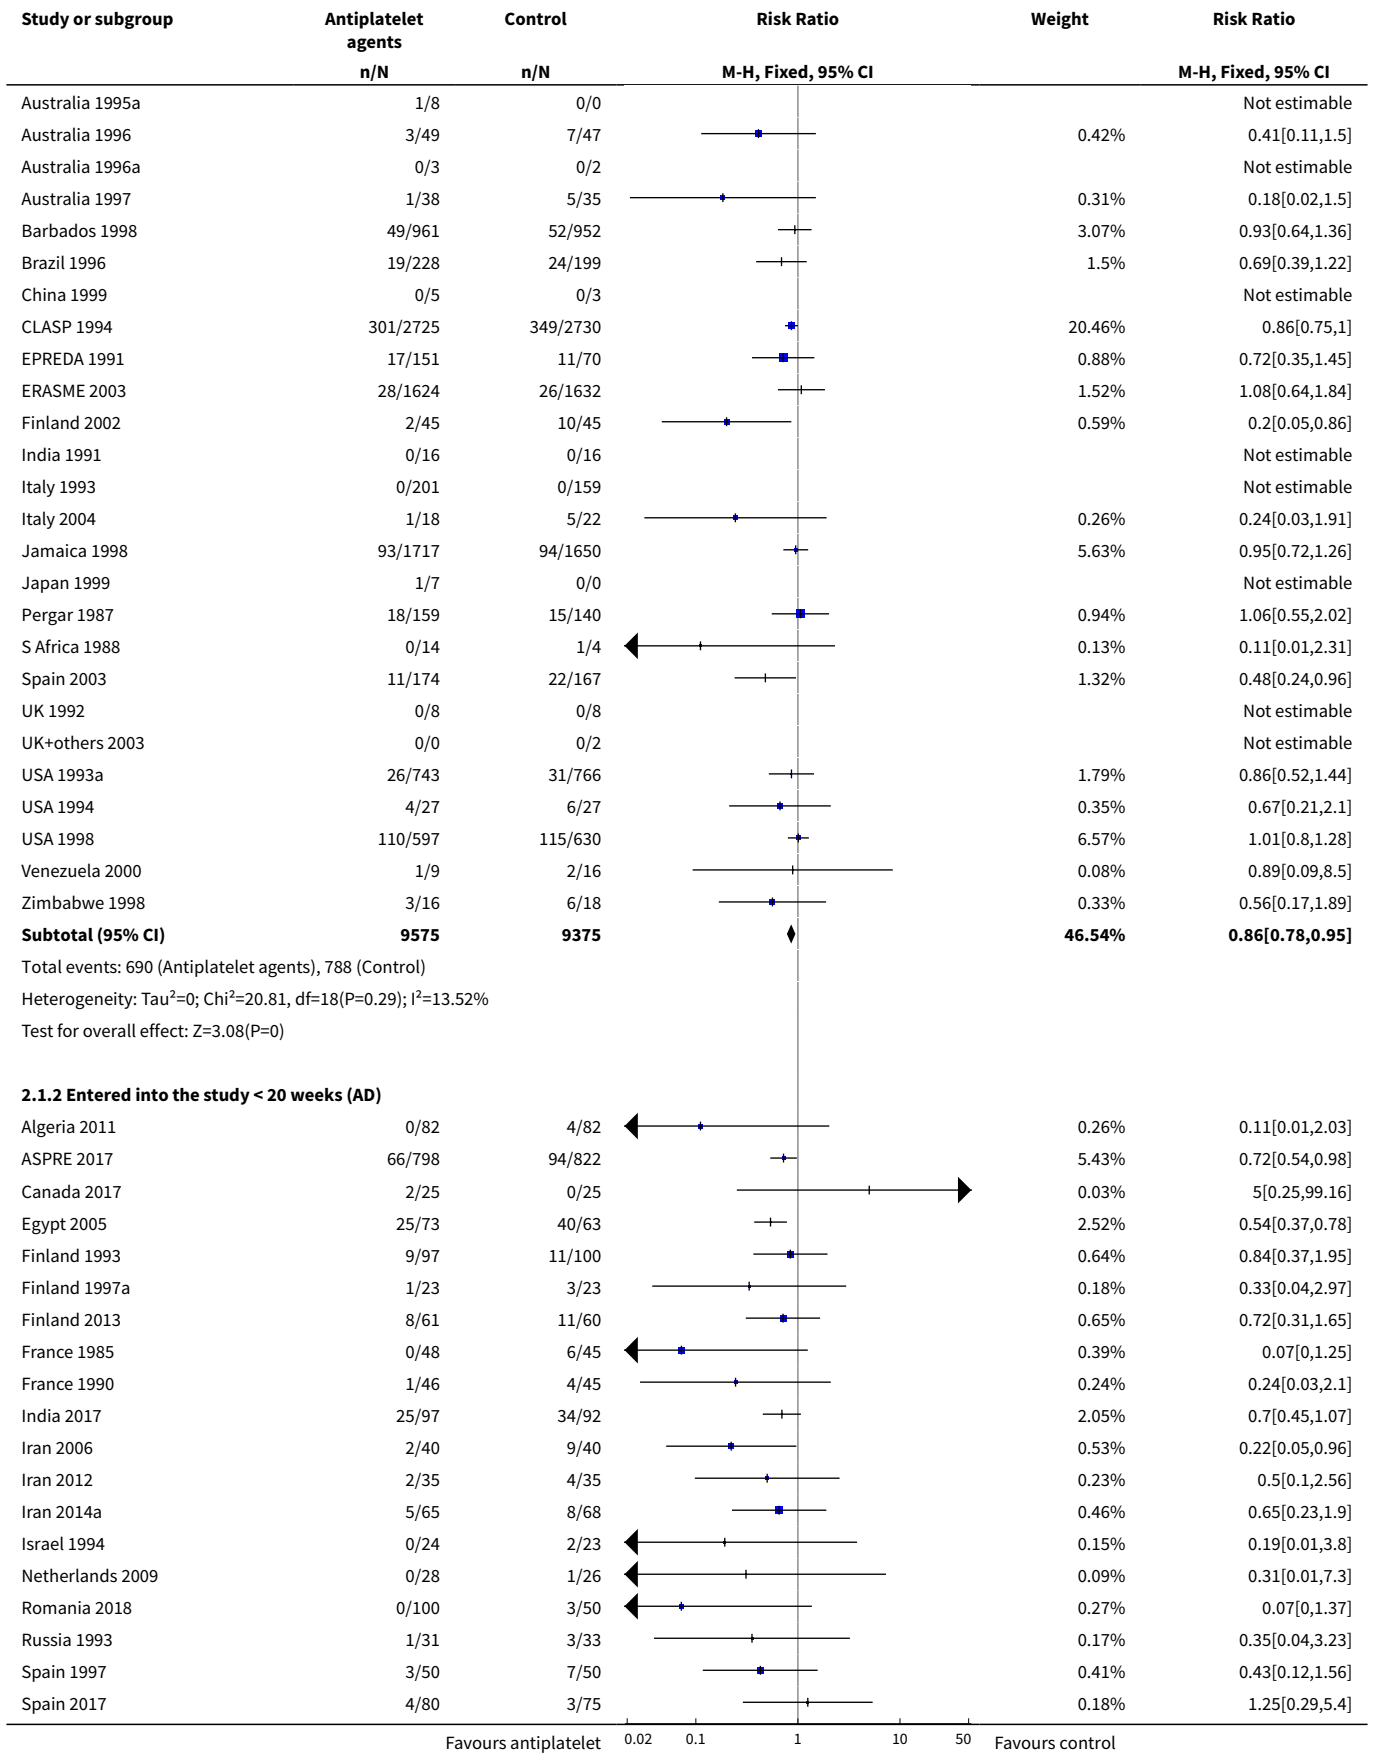 Study or subgroup Antiplatelet agents Control Risk Ratio Weight Risk Ratio
n/N n/N M-H, Fixed, 95% CI M-H, Fixed, 95% CI
Australia 1995a 1/8 0/0 Not estimable
Australia 1996 3/49 7/47 0.42% 0.41[0.11,1.5]
Australia 1996a 0/3 0/2 Not estimable
Australia 1997 1/38 5/35 0.31% 0.18[0.02,1.5]
Barbados 1998 49/961 52/952 3.07% 0.93[0.64,1.36]
Brazil 1996 19/228 24/199 1.5% 0.69[0.39,1.22]
China 1999 0/5 0/3 Not estimable
CLASP 1994 301/2725 349/2730 20.46% 0.86[0.75,1]
EPREDA 1991 17/151 11/70 0.88% 0.72[0.35,1.45]
ERASME 2003 28/1624 26/1632 1.52% 1.08[0.64,1.84]
Finland 2002 2/45 10/45 0.59% 0.2[0.05,0.86]
India 1991 0/16 0/16 Not estimable
Italy 1993 0/201 0/159 Not estimable
Italy 2004 1/18 5/22 0.26% 0.24[0.03,1.91]
Jamaica 1998 93/1717 94/1650 5.63% 0.95[0.72,1.26]
Japan 1999 1/7 0/0 Not estimable
Pergar 1987 18/159 15/140 0.94% 1.06[0.55,2.02]
S Africa 1988 0/14 1/4 0.13% 0.11[0.01,2.31]
Spain 2003 11/174 22/167 1.32% 0.48[0.24,0.96]
UK 1992 0/8 0/8 Not estimable
UK+others 2003 0/0 0/2 Not estimable
USA 1993a 26/743 31/766 1.79% 0.86[0.52,1.44]
USA 1994 4/27 6/27 0.35% 0.67[0.21,2.1]
USA 1998 110/597 115/630 6.57% 1.01[0.8,1.28]
Venezuela 2000 1/9 2/16 0.08% 0.89[0.09,8.5]
Zimbabwe 1998 3/16 6/18 0.33% 0.56[0.17,1.89]
Subtotal (95% CI) 9575 9375 46.54% 0.86[0.78,0.95]
Total events: 690 (Antiplatelet agents), 788 (Control)
Heterogeneity: Tau²=0; Chi²=20.81, df=18(P=0.29); I²=13.52%
Test for overall effect: Z=3.08(P=0)
2.1.2 Entered into the study < 20 weeks (AD)
Algeria 2011 0/82 4/82 0.26% 0.11[0.01,2.03]
ASPRE 2017 66/798 94/822 5.43% 0.72[0.54,0.98]
Canada 2017 2/25 0/25 0.03% 5[0.25,99.16]
Egypt 2005 25/73 40/63 2.52% 0.54[0.37,0.78]
Finland 1993 9/97 11/100 0.64% 0.84[0.37,1.95]
Finland 1997a 1/23 3/23 0.18% 0.33[0.04,2.97]
Finland 2013 8/61 11/60 0.65% 0.72[0.31,1.65]
France 1985 0/48 6/45 0.39% 0.07[0,1.25]
France 1990 1/46 4/45 0.24% 0.24[0.03,2.1]
India 2017 25/97 34/92 2.05% 0.7[0.45,1.07]
Iran 2006 2/40 9/40 0.53% 0.22[0.05,0.96]
Iran 2012 2/35 4/35 0.23% 0.5[0.1,2.56]
Iran 2014a 5/65 8/68 0.46% 0.65[0.23,1.9]
Israel 1994 0/24 2/23 0.15% 0.19[0.01,3.8]
Netherlands 2009 0/28 1/26 0.09% 0.31[0.01,7.3]
Romania 2018 0/100 3/50 0.27% 0.07[0,1.37]
Russia 1993 1/31 3/33 0.17% 0.35[0.04,3.23]
Spain 1997 3/50 7/50 0.41% 0.43[0.12,1.56]
Spain 2017 4/80 3/75 0.18% 1.25[0.29,5.4]
Favours antiplatelet 0.02 0.1 1 10 50 Favours control